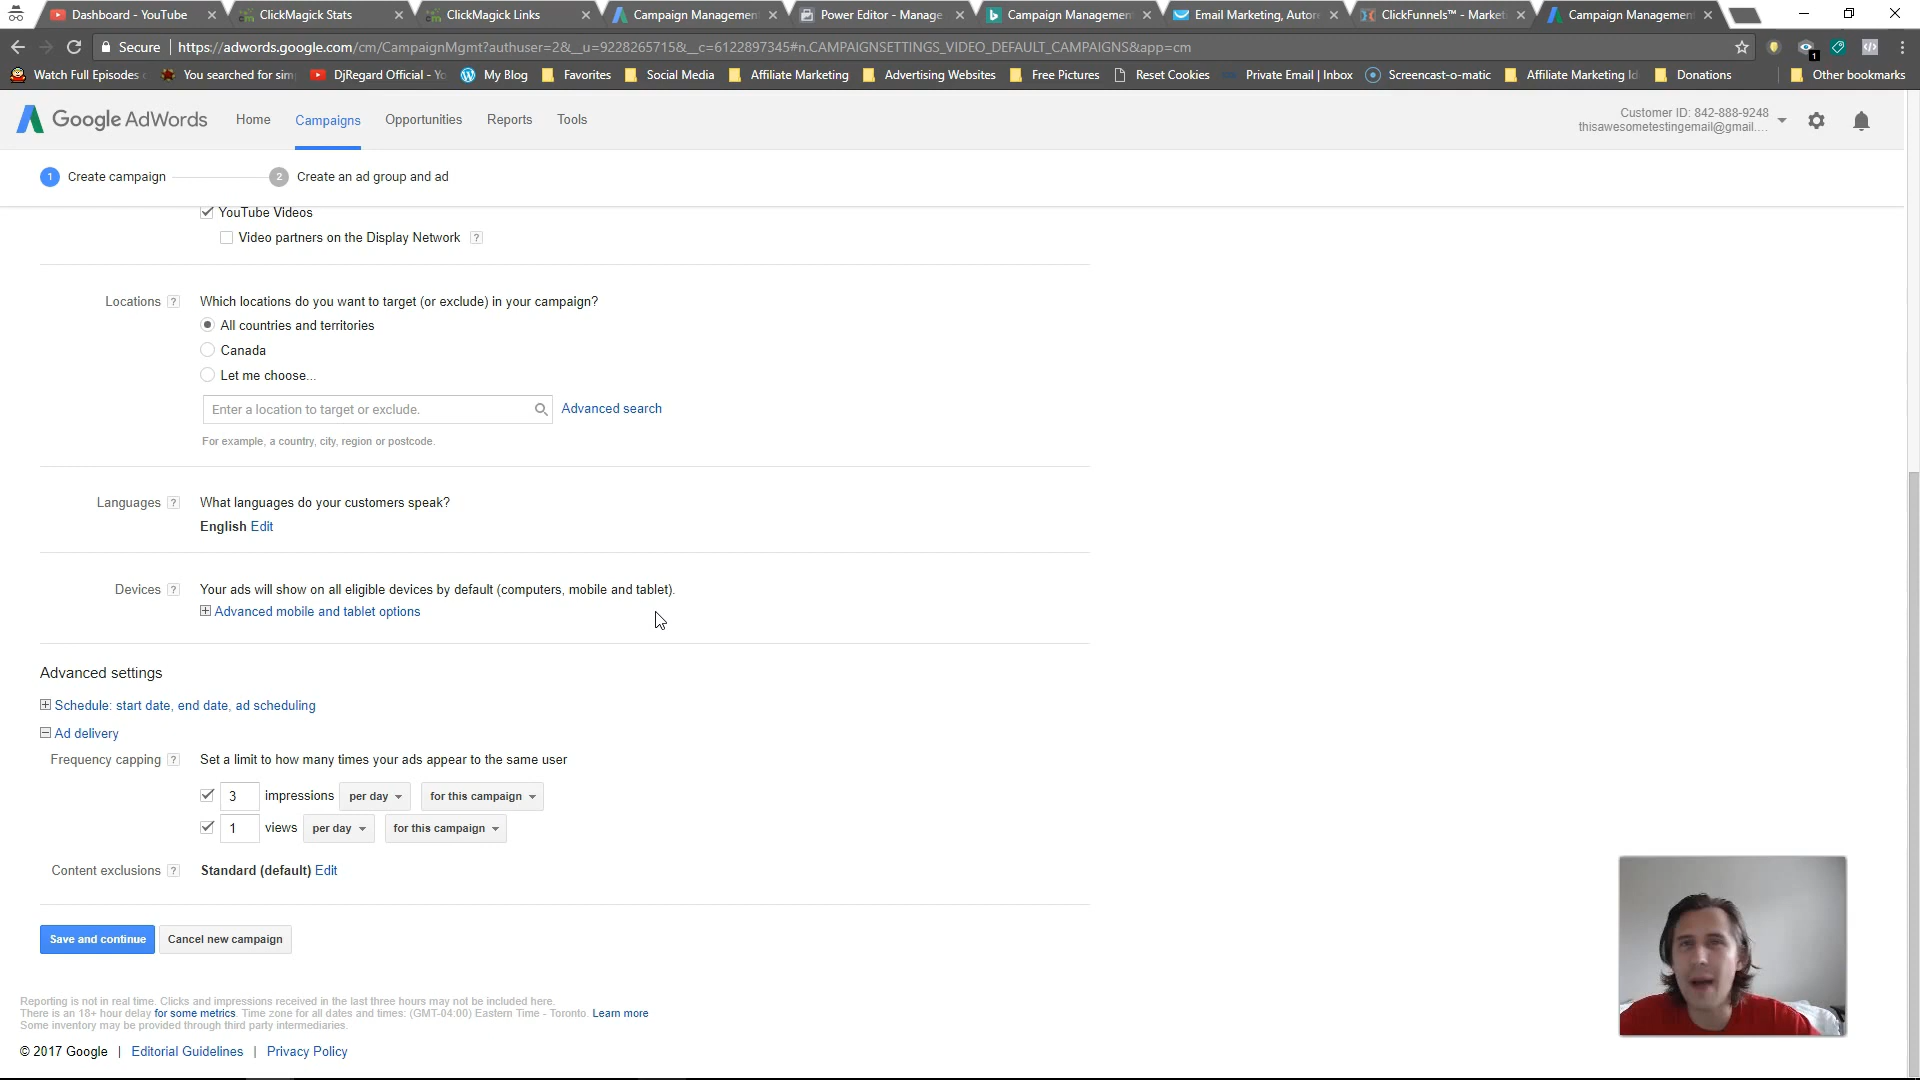 Dashboard - YouTube
ClickMagick Stats
ClickMagick Links
Campaign Managemen
Power Editor - Manage
Campaign Managemen
Email Marketing, Autor
ClickFunnels™ - Market
Campaign Managemen
Secure | https://adwords.google.com/cm/CampaignMgmt?authuser=2&__u=9228265715&__c=6122897345#n.CAMPAIGNSETTINGS_VIDEO_DEFAULT_CAMPAIGNS&app=cm
Watch Full Episodes
You searched for sim
DjRegard Official - Yo
My Blog
Favorites
Social Media
Affiliate Marketing
Advertising Websites
Free Pictures
Reset Cookies
Private Email | Inbox
Screencast-o-matic
Affiliate Marketing Id
Donations
Other bookmarks
Google AdWords
Home
Campaigns
Opportunities
Reports
Tools
Customer ID: 842-888-9248
thisawesometestingemail@gmail....
1 Create campaign
2 Create an ad group and ad
YouTube Videos
Video partners on the Display Network ?
Locations ? Which locations do you want to target (or exclude) in your campaign?
All countries and territories
Canada
Let me choose...
Enter a location to target or exclude. Advanced search
For example, a country, city, region or postcode.
Languages ? What languages do your customers speak?
English Edit
Devices ? Your ads will show on all eligible devices by default (computers, mobile and tablet).
Advanced mobile and tablet options
Advanced settings
Schedule: start date, end date, ad scheduling
Ad delivery
Frequency capping ? Set a limit to how many times your ads appear to the same user
3 impressions per day for this campaign
1 views per day for this campaign
Content exclusions ? Standard (default) Edit
Save and continue Cancel new campaign
Reporting is not in real time. Clicks and impressions received in the last three hours may not be included here.
There is an 18+ hour delay for some metrics. Time zone for all dates and times: (GMT-04:00) Eastern Time - Toronto. Learn more
Some inventory may be provided through third party intermediaries.
© 2017 Google | Editorial Guidelines | Privacy Policy